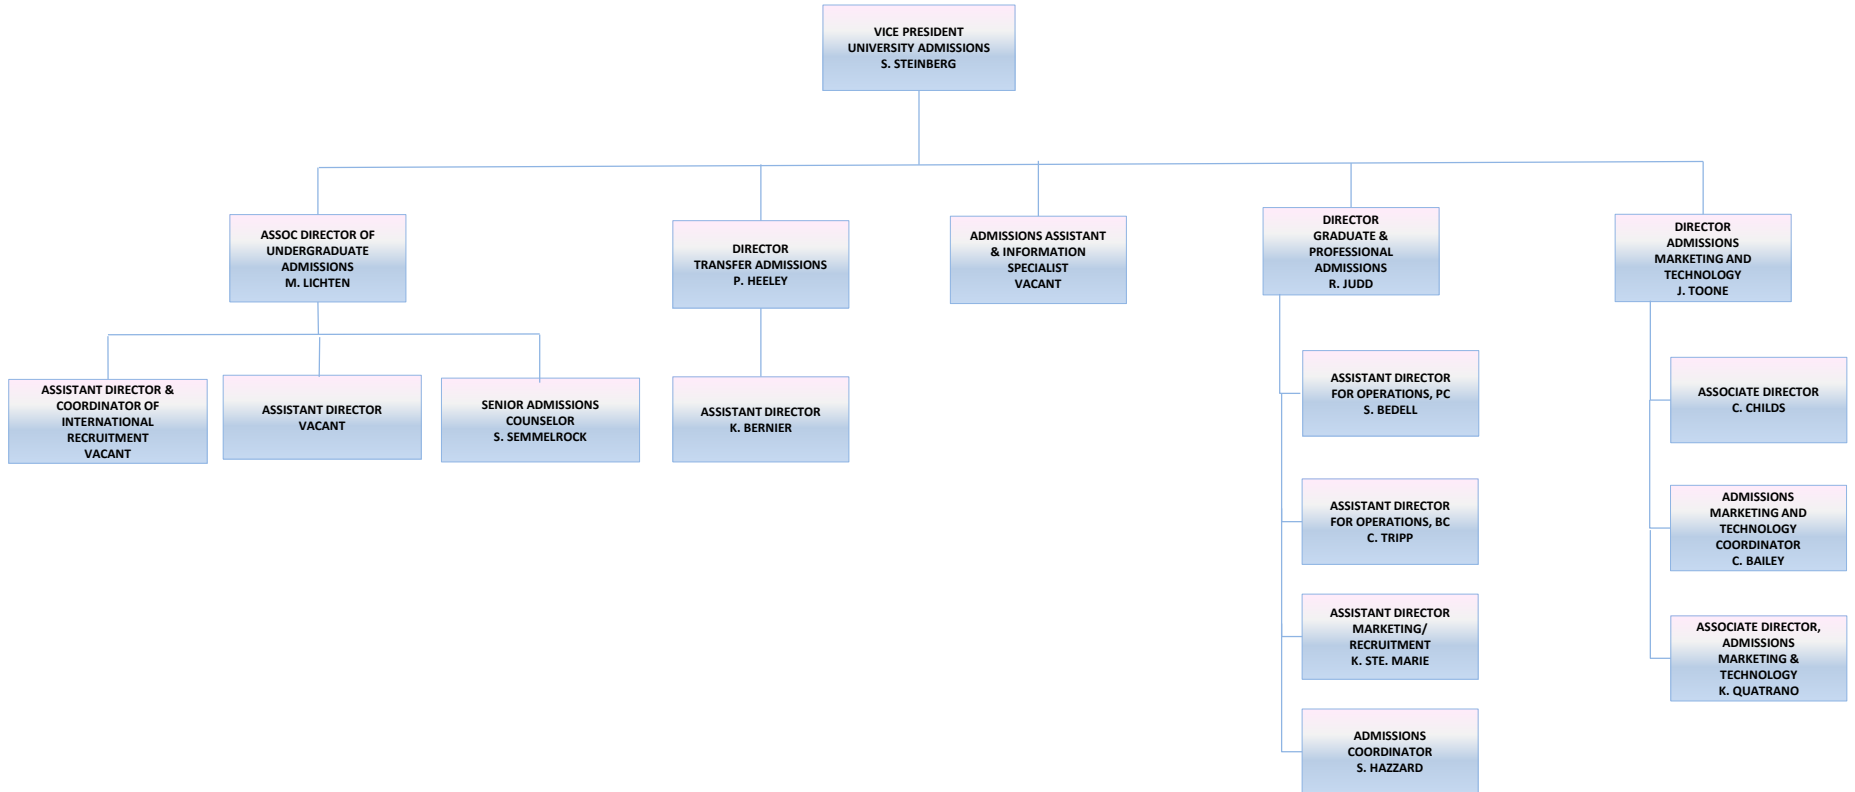 VICE PRESIDENT
UNIVERSITY ADMISSIONS
S. STEINBERG
ASSOC DIRECTOR OF
UNDERGRADUATE
ADMISSIONS
M. LICHTEN
DIRECTOR
TRANSFER ADMISSIONS
P. HEELEY
ADMISSIONS ASSISTANT
& INFORMATION
SPECIALIST
VACANT
DIRECTOR
GRADUATE &
PROFESSIONAL
ADMISSIONS
R. JUDD
DIRECTOR
ADMISSIONS
MARKETING AND
TECHNOLOGY
J. TOONE
ASSISTANT DIRECTOR &
COORDINATOR OF
INTERNATIONAL
RECRUITMENT
VACANT
ASSISTANT DIRECTOR
VACANT
SENIOR ADMISSIONS
COUNSELOR
S. SEMMELROCK
ASSISTANT DIRECTOR
K. BERNIER
ASSISTANT DIRECTOR
FOR OPERATIONS, PC
S. BEDELL
ASSISTANT DIRECTOR
FOR OPERATIONS, BC
C. TRIPP
ASSISTANT DIRECTOR
MARKETING/
RECRUITMENT
K. STE. MARIE
ADMISSIONS
COORDINATOR
S. HAZZARD
ASSOCIATE DIRECTOR
C. CHILDS
ADMISSIONS
MARKETING AND
TECHNOLOGY
COORDINATOR
C. BAILEY
ASSOCIATE DIRECTOR,
ADMISSIONS
MARKETING &
TECHNOLOGY
K. QUATRANO